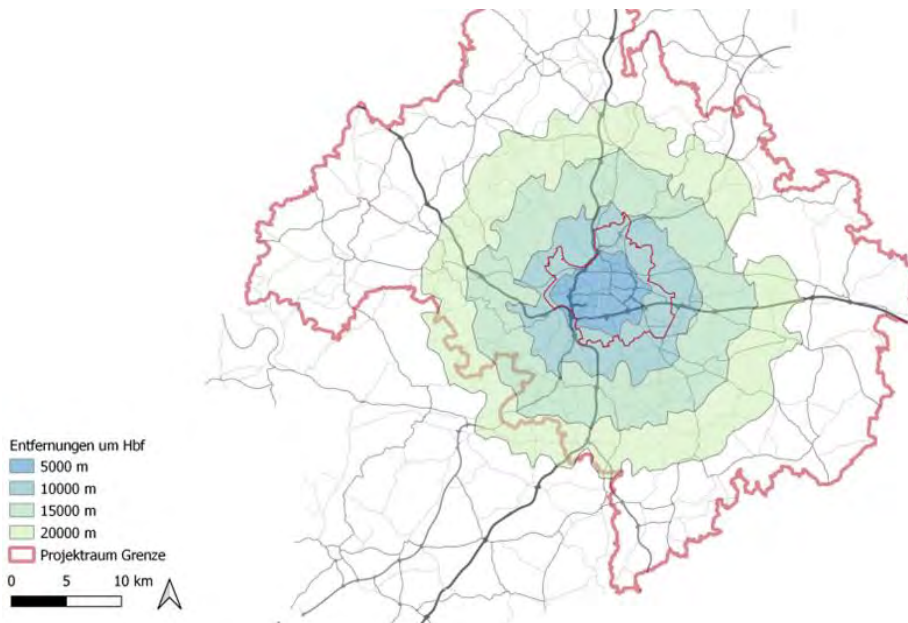 Entfernungen um Hbf
5000 m
10000 m
15000 m
20000 m
Projektraum Grenze
0 5 10 km